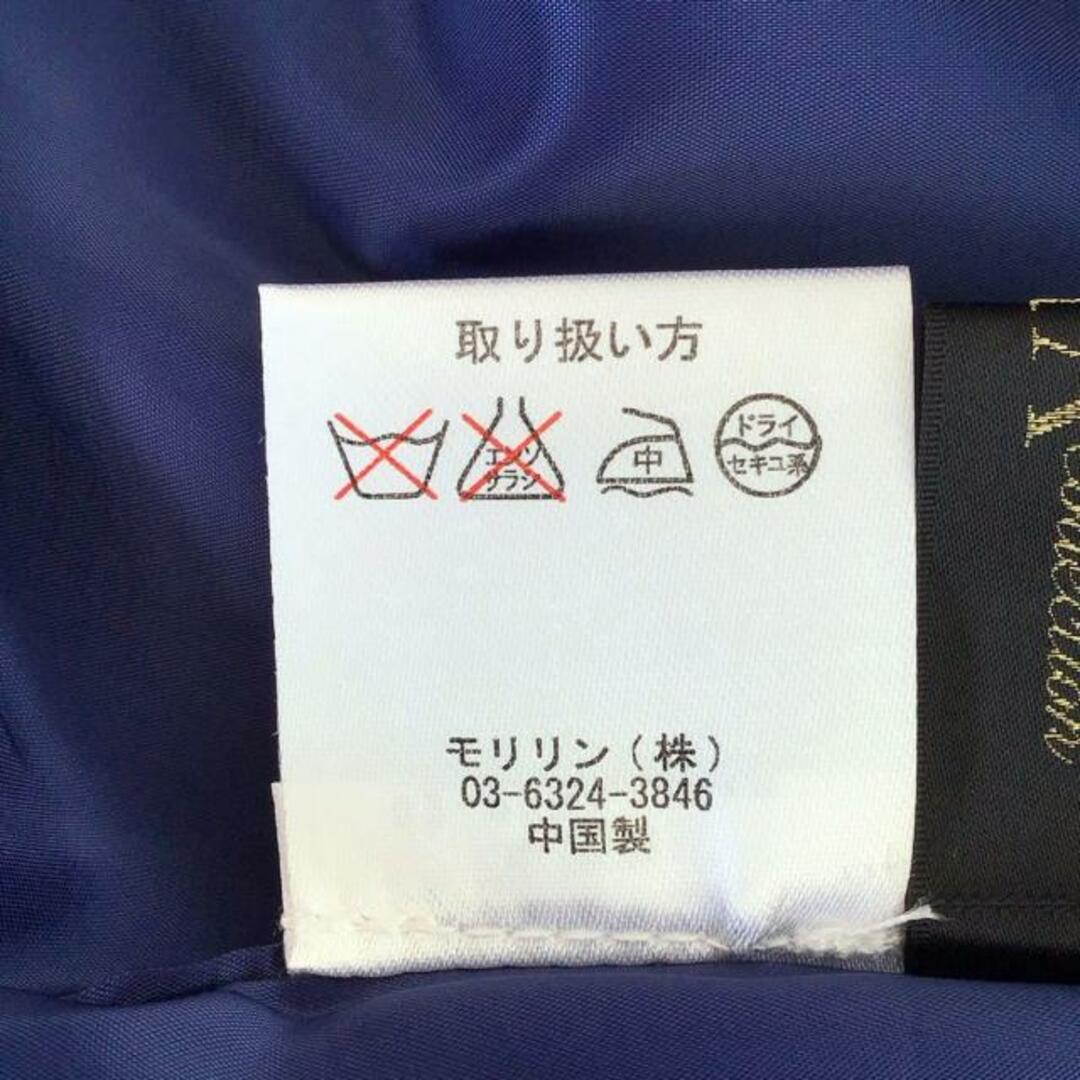 取り扱い方
エンソ
サラシ
中
ドライ
セキユ系
モリリン(株)
03-6324-3846
中国製